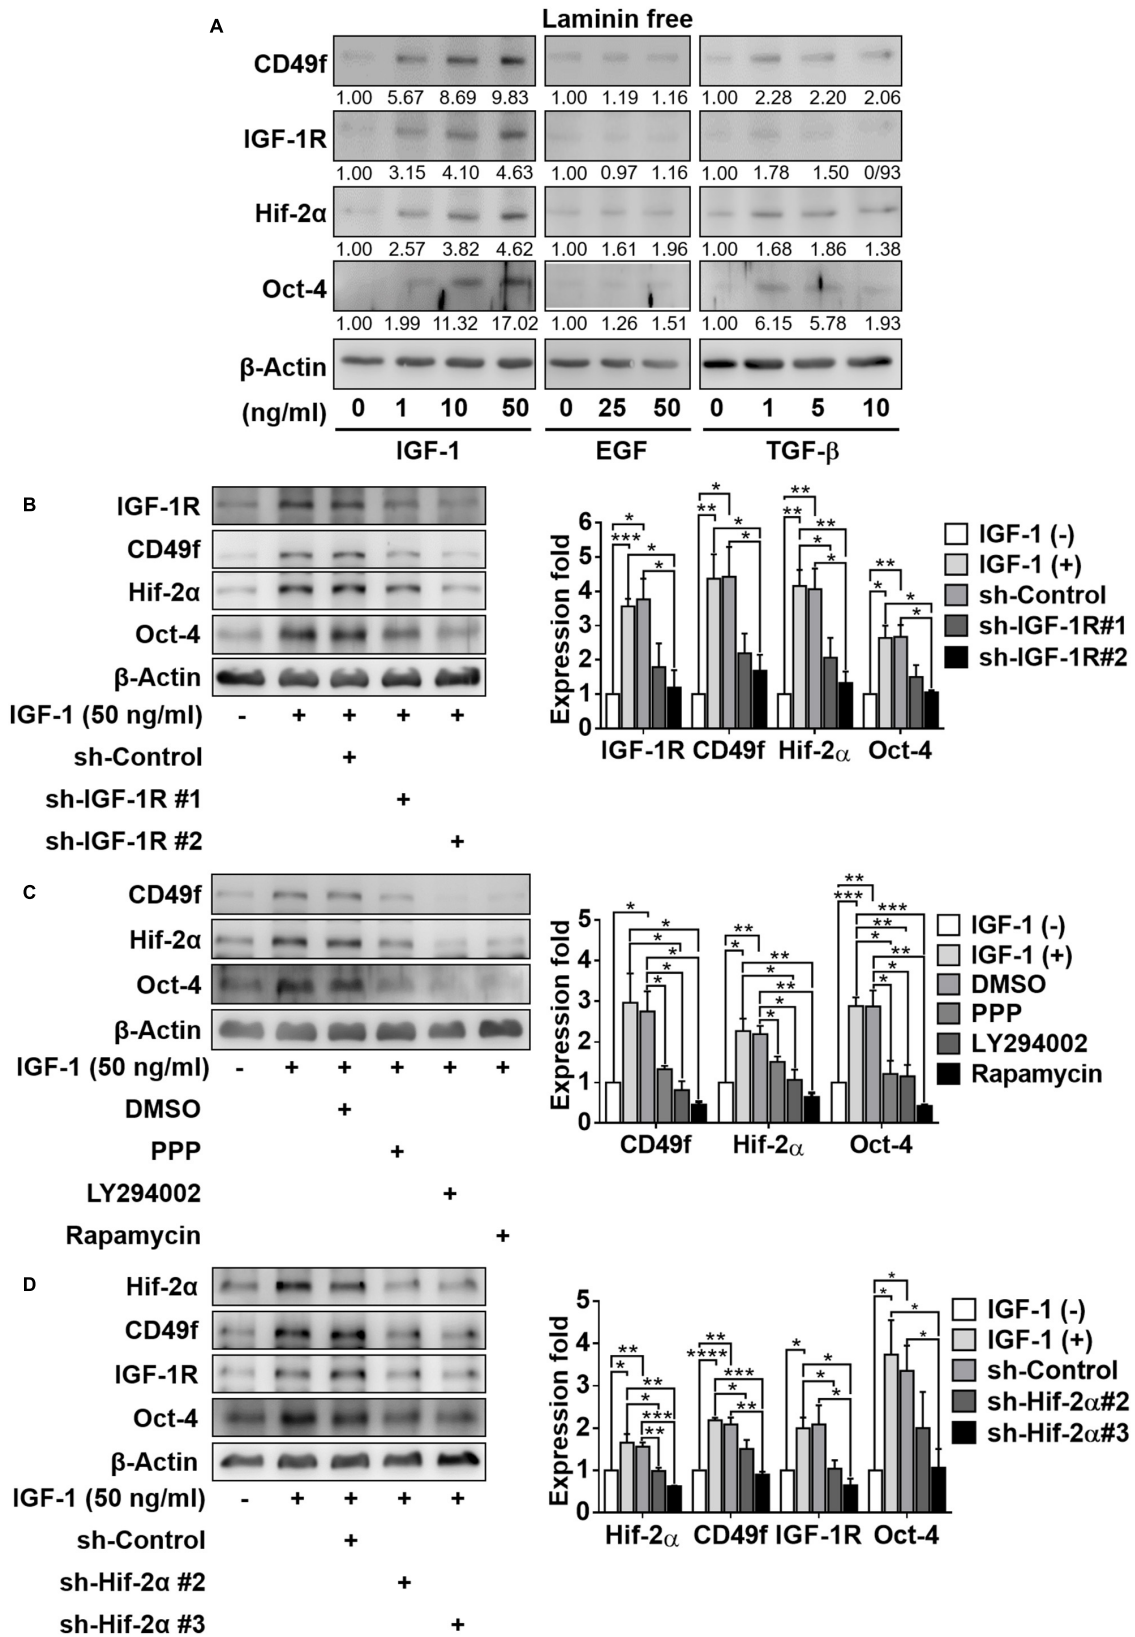 A
Laminin free
CD49f
1.00 5.67 8.69 9.83 1.00 1.19 1.16 1.00 2.28 2.20 2.06
IGF-1R
1.00 3.15 4.10 4.63 1.00 0.97 1.16 1.00 1.78 1.50 0/93
Hif-2α
1.00 2.57 3.82 4.62 1.00 1.61 1.96 1.00 1.68 1.86 1.38
Oct-4
1.00 1.99 11.32 17.02 1.00 1.26 1.51 1.00 6.15 5.78 1.93
β-Actin
(ng/ml) 0 1 10 50 0 25 50 0 1 5 10
IGF-1 EGF TGF-β
B
IGF-1R
CD49f
Hif-2α
Oct-4
β-Actin
IGF-1 (50 ng/ml) - + + + +
sh-Control +
sh-IGF-1R #1 +
sh-IGF-1R #2 +
Expression fold
6
5
4
3
2
1
0
* *** * *
* ** * *
** ** ** * *
** * * *
IGF-1R CD49f Hif-2α Oct-4
IGF-1 (-)
IGF-1 (+)
sh-Control
sh-IGF-1R#1
sh-IGF-1R#2
C
CD49f
Hif-2α
Oct-4
β-Actin
IGF-1 (50 ng/ml) - + + + + +
DMSO +
PPP +
LY294002 +
Rapamycin +
Expression fold
5
4
3
2
1
0
* * * * * *
** * ** * ** * 
** *** *** ** * ** * *
CD49f Hif-2α Oct-4
IGF-1 (-)
IGF-1 (+)
DMSO
PPP
LY294002
Rapamycin
D
Hif-2α
CD49f
IGF-1R
Oct-4
β-Actin
IGF-1 (50 ng/ml) - + + + +
sh-Control +
sh-Hif-2α #2 +
sh-Hif-2α #3 +
Expression fold
5
4
3
2
1
0
** * ** * *** **
** **** *** * **
* * * *
* * * *
Hif-2α CD49f IGF-1R Oct-4
IGF-1 (-)
IGF-1 (+)
sh-Control
sh-Hif-2α#2
sh-Hif-2α#3